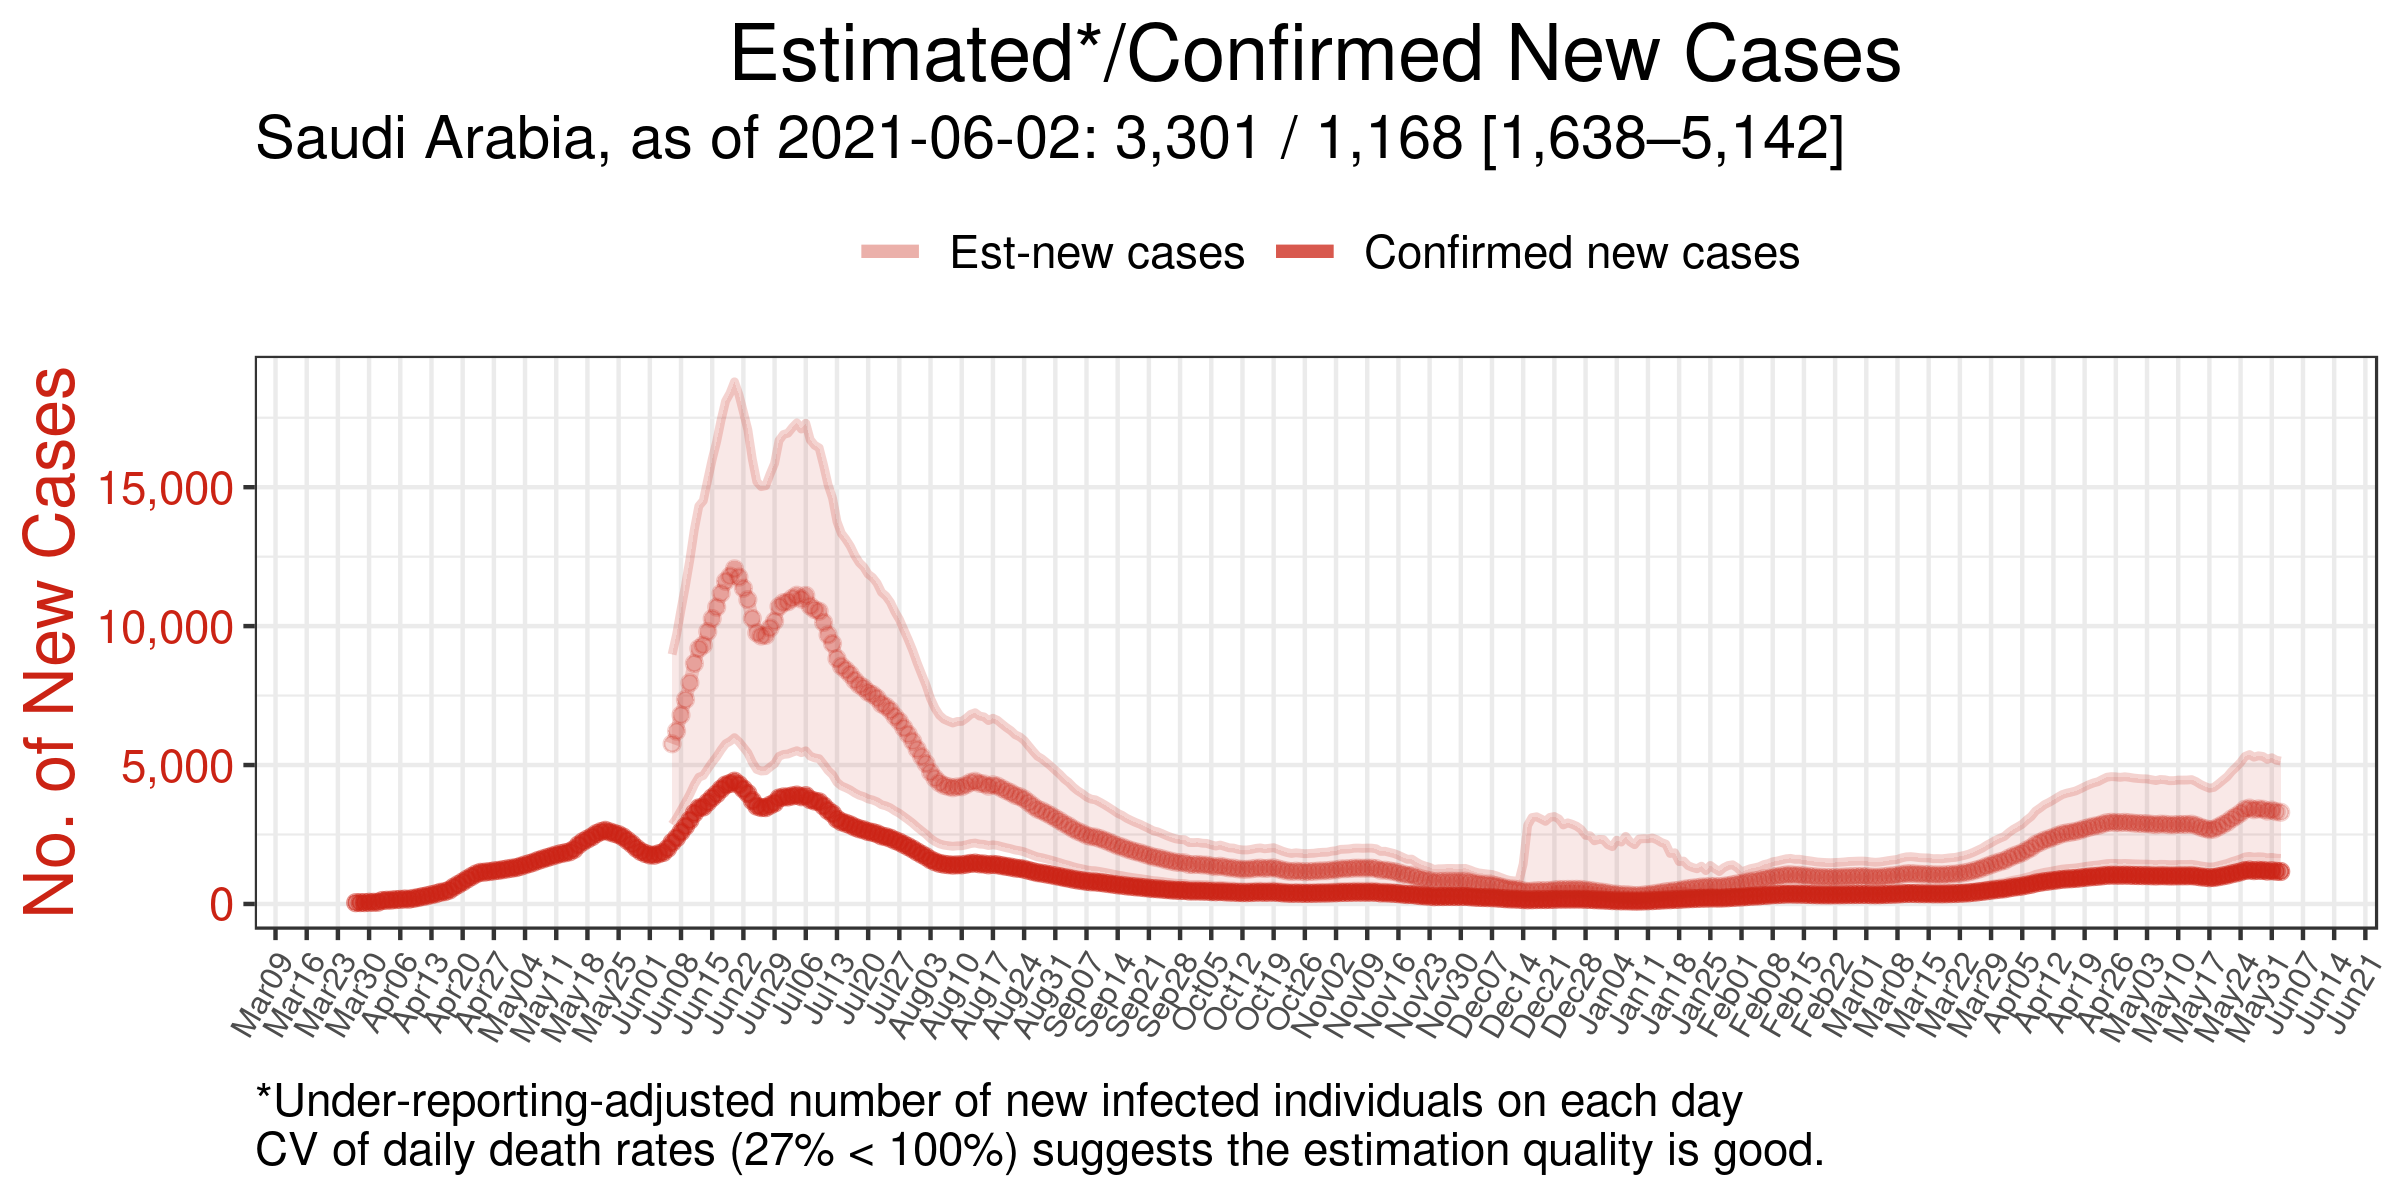 Estimated*/Confirmed New Cases
Saudi Arabia, as of 2021-06-02: 3,301 / 1,168 [1,638–5,142]
Est-new cases
Confirmed new cases
No. of New Cases
15,000
10,000
5,000
0
Mar09
Mar16
Mar23
Mar30
Apr06
Apr13
Apr20
Apr27
May04
May11
May18
May25
Jun01
Jun08
Jun15
Jun22
Jun29
Jul06
Jul13
Jul20
Jul27
Aug03
Aug10
Aug17
Aug24
Aug31
Sep07
Sep14
Sep21
Sep28
Oct05
Oct12
Oct19
Oct26
Nov02
Nov09
Nov16
Nov23
Nov30
Dec07
Dec14
Dec21
Dec28
Jan04
Jan11
Jan18
Jan25
Feb01
Feb08
Feb15
Feb22
Mar01
Mar08
Mar15
Mar22
Mar29
Apr05
Apr12
Apr19
Apr26
May03
May10
May17
May24
May31
Jun07
Jun14
Jun21
*Under-reporting-adjusted number of new infected individuals on each day
CV of daily death rates (27% < 100%) suggests the estimation quality is good.